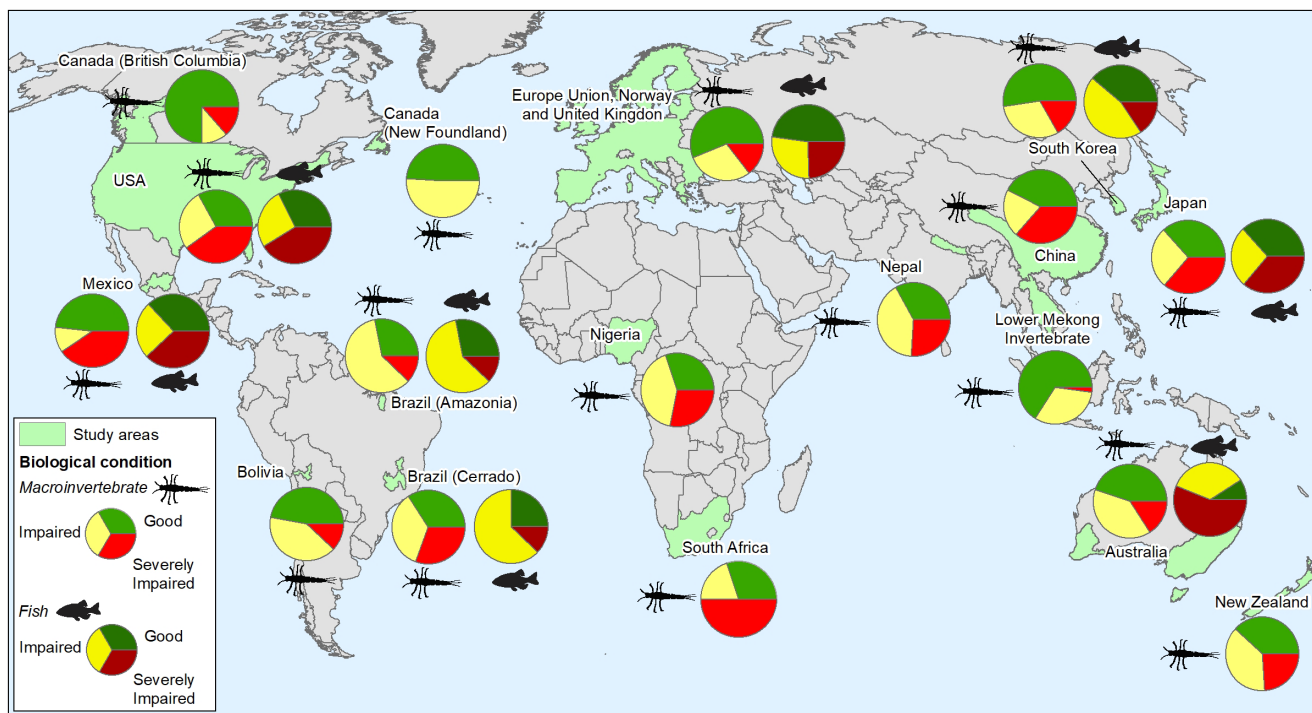 Canada (British Columbia)
Canada
(New Foundland)
USA
Mexico
Europe Union, Norway
and United Kingdon
South Korea
Japan
China
Nepal
Lower Mekong
Invertebrate
Nigeria
Brazil (Amazonia)
Bolivia
Brazil (Cerrado)
South Africa
Australia
New Zealand
Study areas
Biological condition
Macroinvertebrate
Impaired
Good
Severely
Impaired
Fish
Impaired
Good
Severely
Impaired